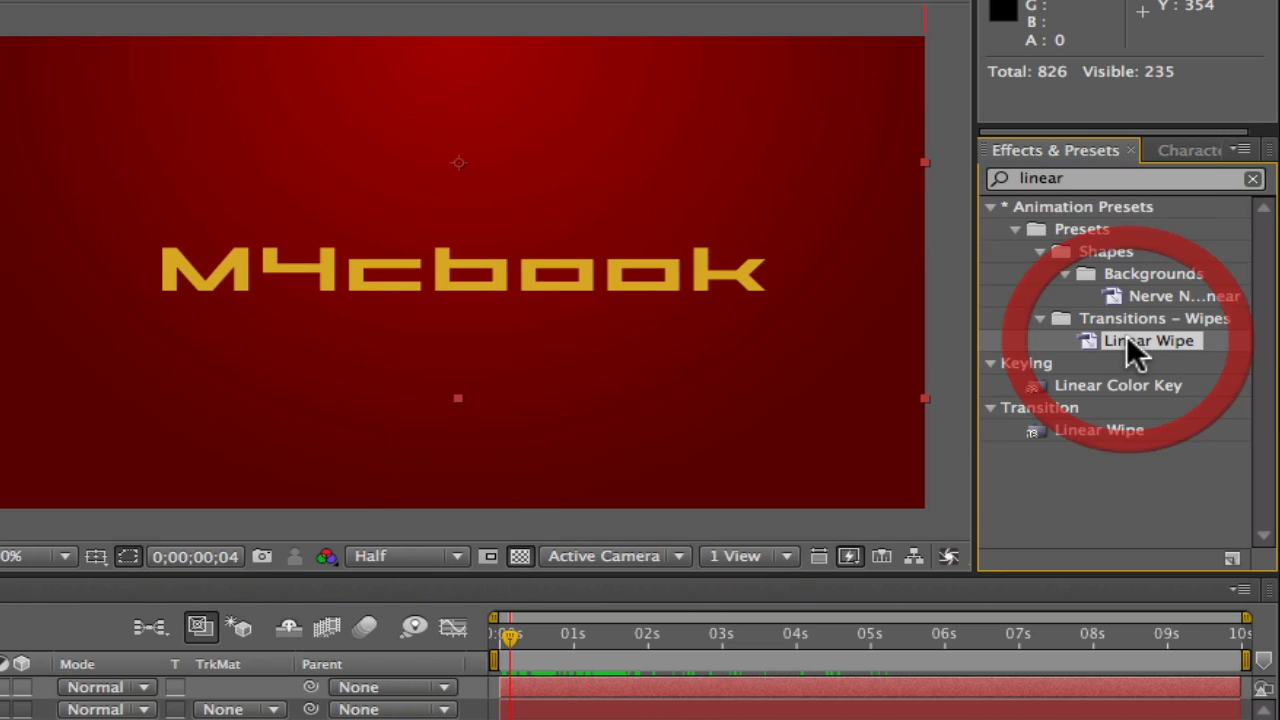 G :
B :
A : 0
Y : 354
Total: 826 Visible: 235
Effects & Presets
Charact
linear
* Animation Presets
Presets
Shapes
Backgrounds
Nerve N...near
Transitions – Wipes
Linear Wipe
Keying
Linear Color Key
Transition
Linear Wipe
M4cbook
0%
0;00;00;04
Half
Active Camera
1 View
01s 02s 03s 04s 05s 06s 07s 08s 09s 10s
Mode T TrkMat Parent
Normal None
Normal None None